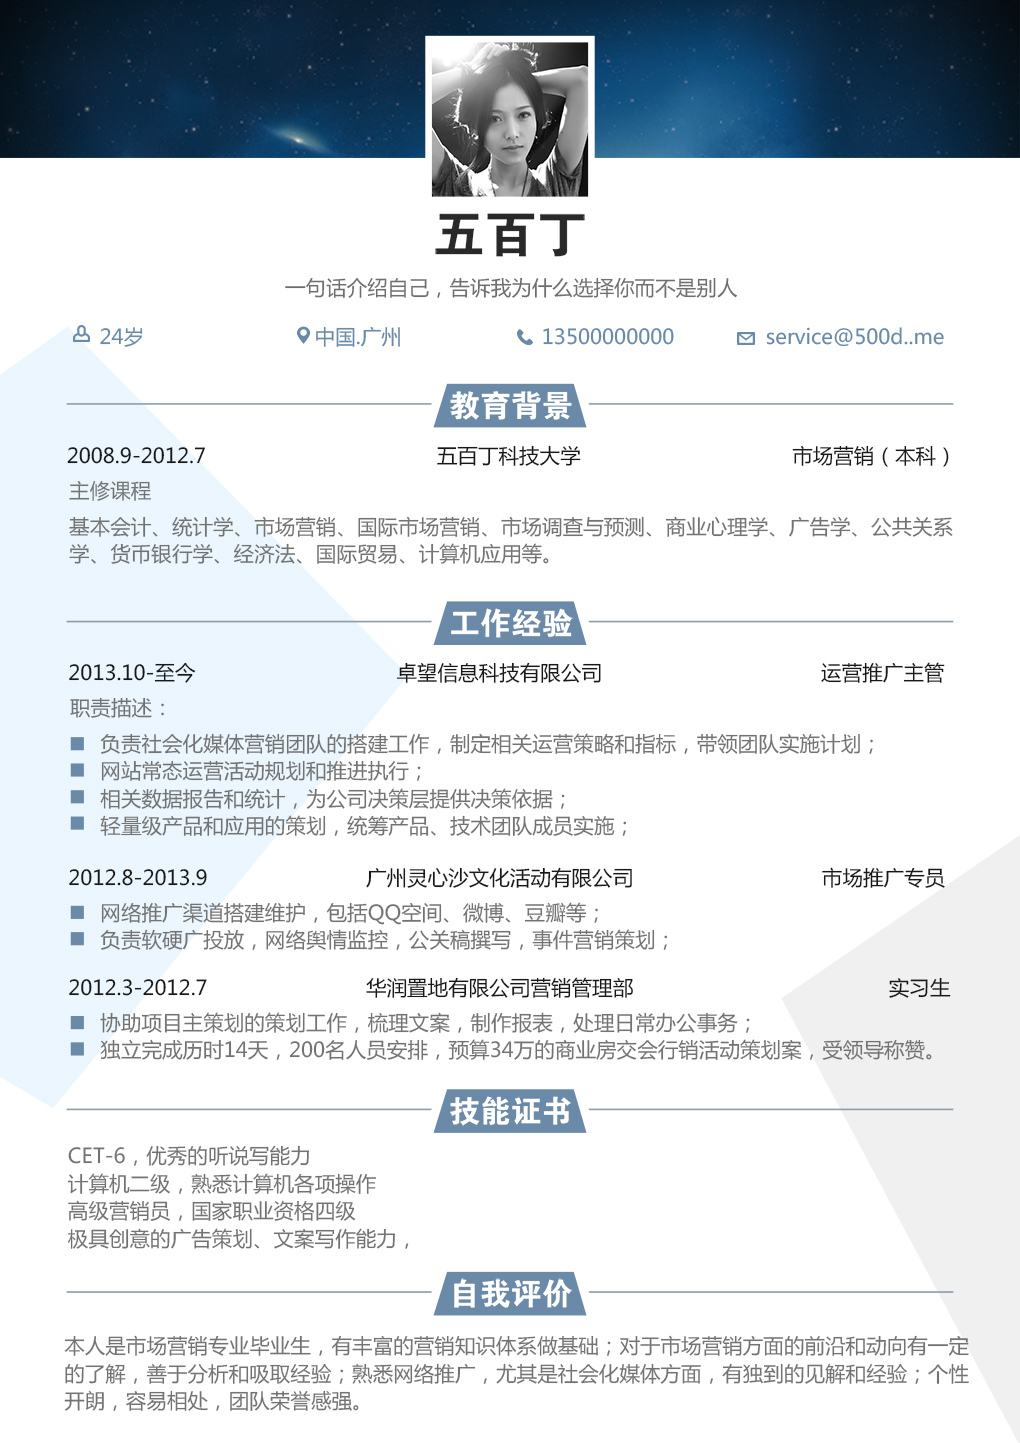 五百丁
一句话介绍自己，告诉我为什么选择你而不是别人
24岁 中国.广州 13500000000 service@500d..me
教育背景
2008.9-2012.7 五百丁科技大学 市场营销（本科）
主修课程
基本会计、统计学、市场营销、国际市场营销、市场调查与预测、商业心理学、广告学、公共关系
学、货币银行学、经济法、国际贸易、计算机应用等。
工作经验
2013.10-至今 卓望信息科技有限公司 运营推广主管
职责描述：
负责社会化媒体营销团队的搭建工作，制定相关运营策略和指标，带领团队实施计划；
网站常态运营活动规划和推进执行；
相关数据报告和统计，为公司决策层提供决策依据；
轻量级产品和应用的策划，统筹产品、技术团队成员实施；
2012.8-2013.9 广州灵心沙文化活动有限公司 市场推广专员
网络推广渠道搭建维护，包括QQ空间、微博、豆瓣等；
负责软硬广投放，网络舆情监控，公关稿撰写，事件营销策划；
2012.3-2012.7 华润置地有限公司营销管理部 实习生
协助项目主策划的策划工作，梳理文案，制作报表，处理日常办公事务；
独立完成历时14天，200名人员安排，预算34万的商业房交会行销活动策划案，受领导称赞。
技能证书
CET-6，优秀的听说写能力
计算机二级，熟悉计算机各项操作
高级营销员，国家职业资格四级
极具创意的广告策划、文案写作能力，
自我评价
本人是市场营销专业毕业生，有丰富的营销知识体系做基础；对于市场营销方面的前沿和动向有一定
的了解，善于分析和吸取经验；熟悉网络推广，尤其是社会化媒体方面，有独到的见解和经验；个性
开朗，容易相处，团队荣誉感强。